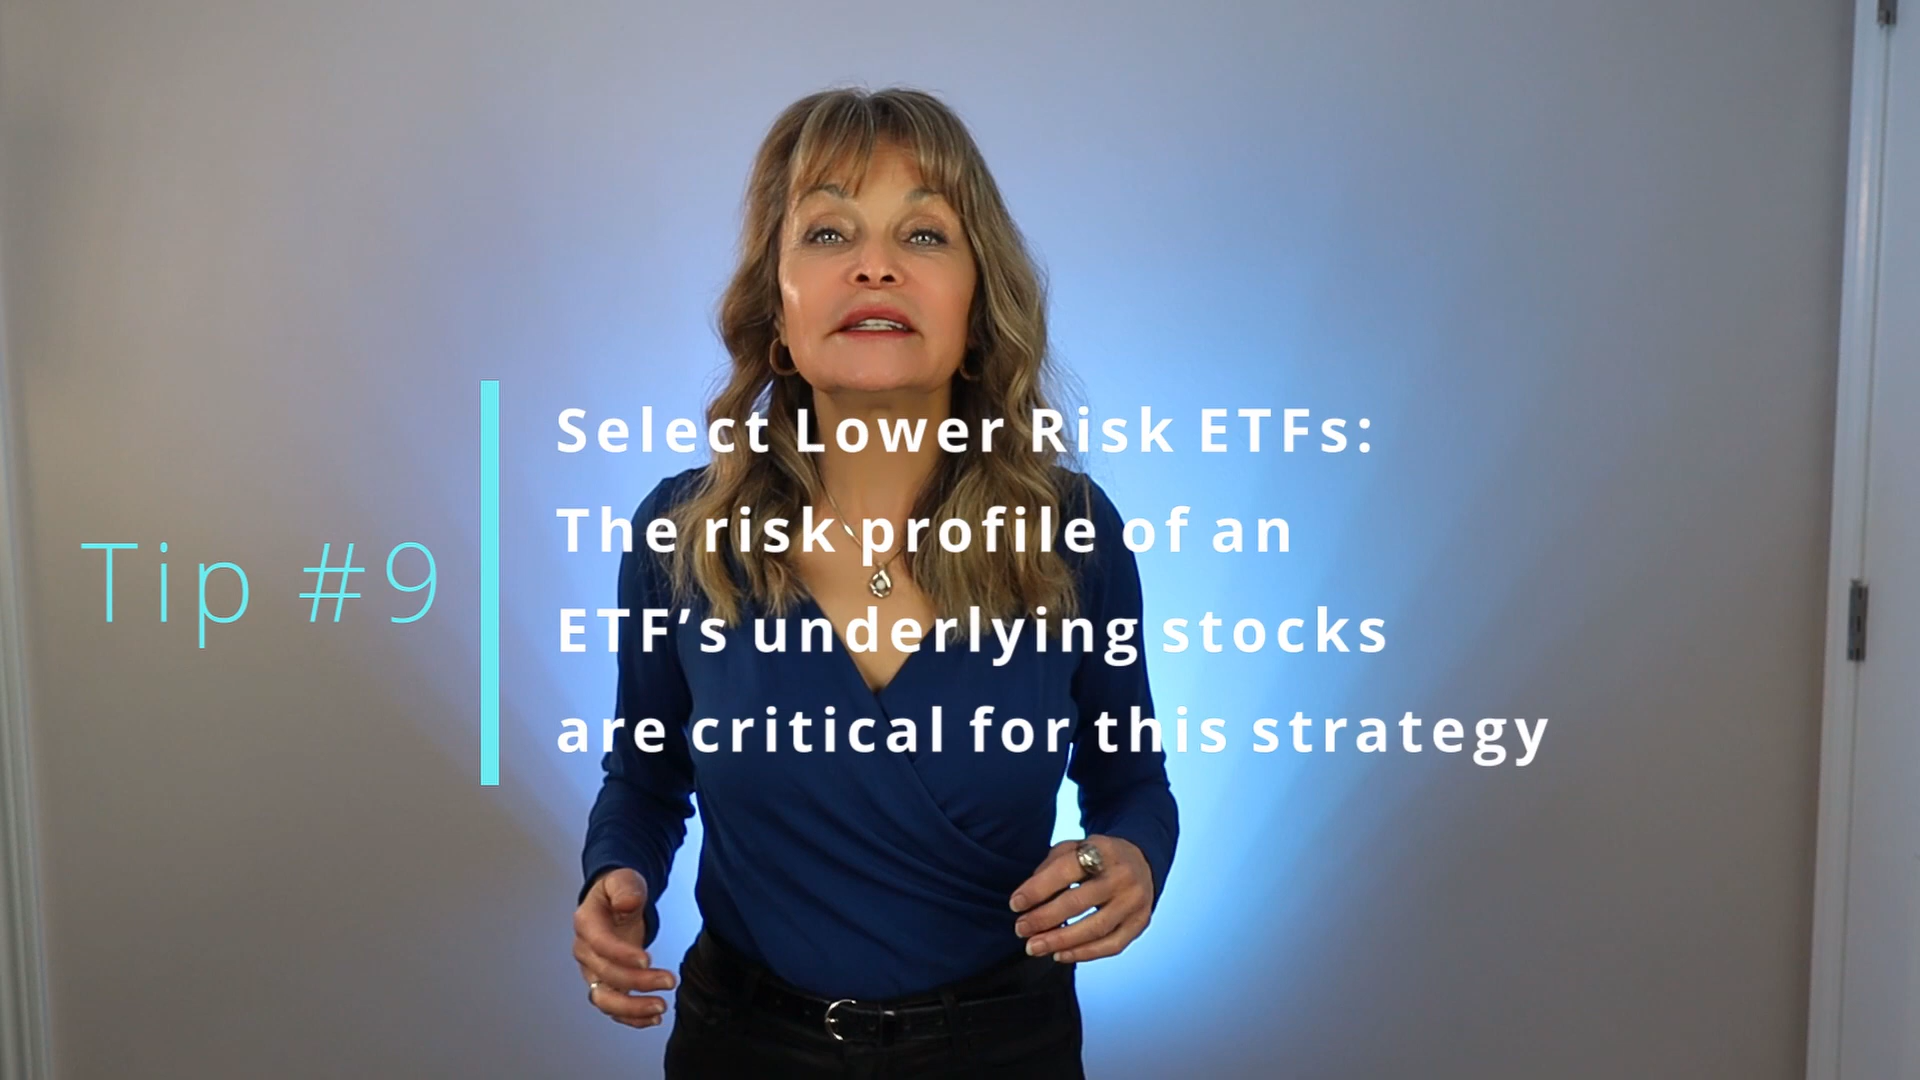 Tip #9
Select Lower Risk ETFs:
The risk profile of an
ETF’s underlying stocks
are critical for this strategy